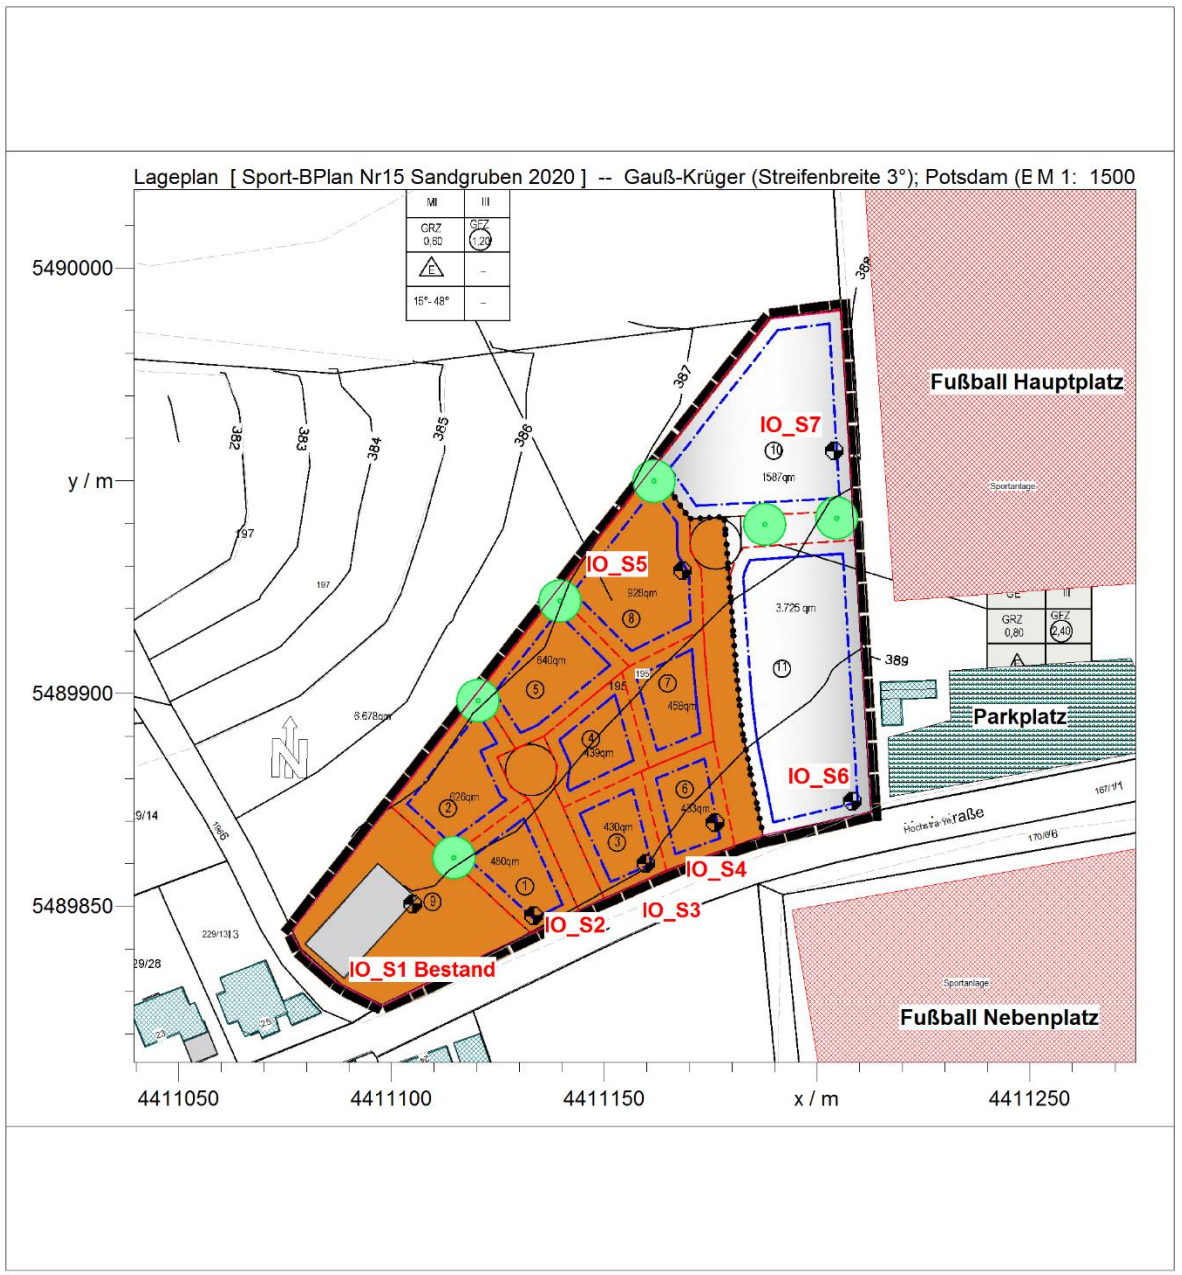 Lageplan [ Sport-BPlan Nr15 Sandgruben 2020 ] -- Gauß-Krüger (Streifenbreite 3°); Potsdam (E M 1: 1500
MI III
GRZ GFZ
0,60 1,20
E –
15°- 48° –
5490000
y / m
5489900
5489850
388
387
386
385
384
383
382
389
197
197
Fußball Hauptplatz
Sportanlage
IO_S7
10
1587qm
IO_S5
928qm
8
3.725 qm
11
GE III
GRZ GFZ
0,80 2,40
E
640qm
5
195
195
7
458qm
4
439qm
Parkplatz
6.678qm
N
IO_S6
626qm
2
6
433qm
430qm
3
480qm
1
9
IO_S4
IO_S3
IO_S2
IO_S1 Bestand
167/1/1
9/14
229/13
29/28
23
25
Sportanlage
Fußball Nebenplatz
4411050 4411100 4411150 x / m 4411250